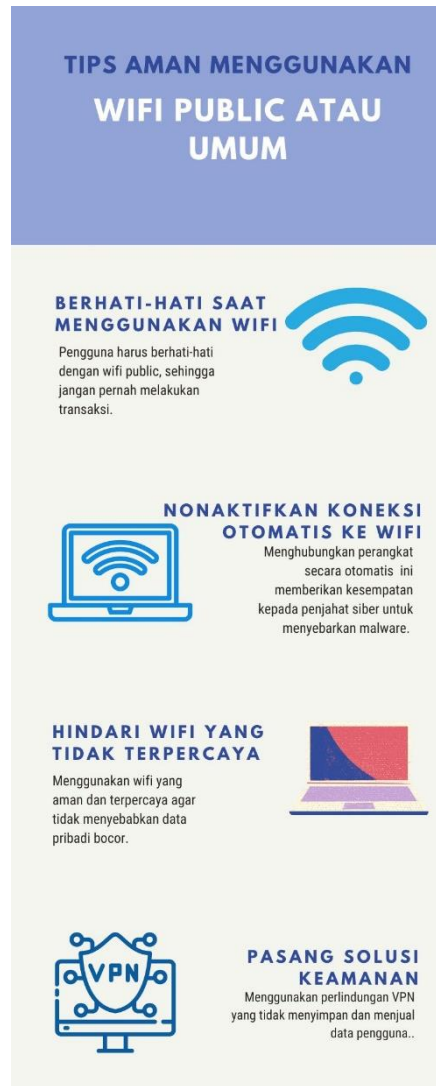 TIPS AMAN MENGGUNAKAN
WIFI PUBLIC ATAU
UMUM
BERHATI-HATI SAAT
MENGGUNAKAN WIFI
Pengguna harus berhati-hati
dengan wifi public, sehingga
jangan pernah melakukan
transaksi.
NONAKTIFKAN KONEKSI
OTOMATIS KE WIFI
Menghubungkan perangkat
secara otomatis ini
memberikan kesempatan
kepada penjahat siber untuk
menyebarkan malware.
HINDARI WIFI YANG
TIDAK TERPERCAYA
Menggunakan wifi yang
aman dan terpercaya agar
tidak menyebabkan data
pribadi bocor.
VPN
PASANG SOLUSI
KEAMANAN
Menggunakan perlindungan VPN
yang tidak menyimpan dan menjual
data pengguna..